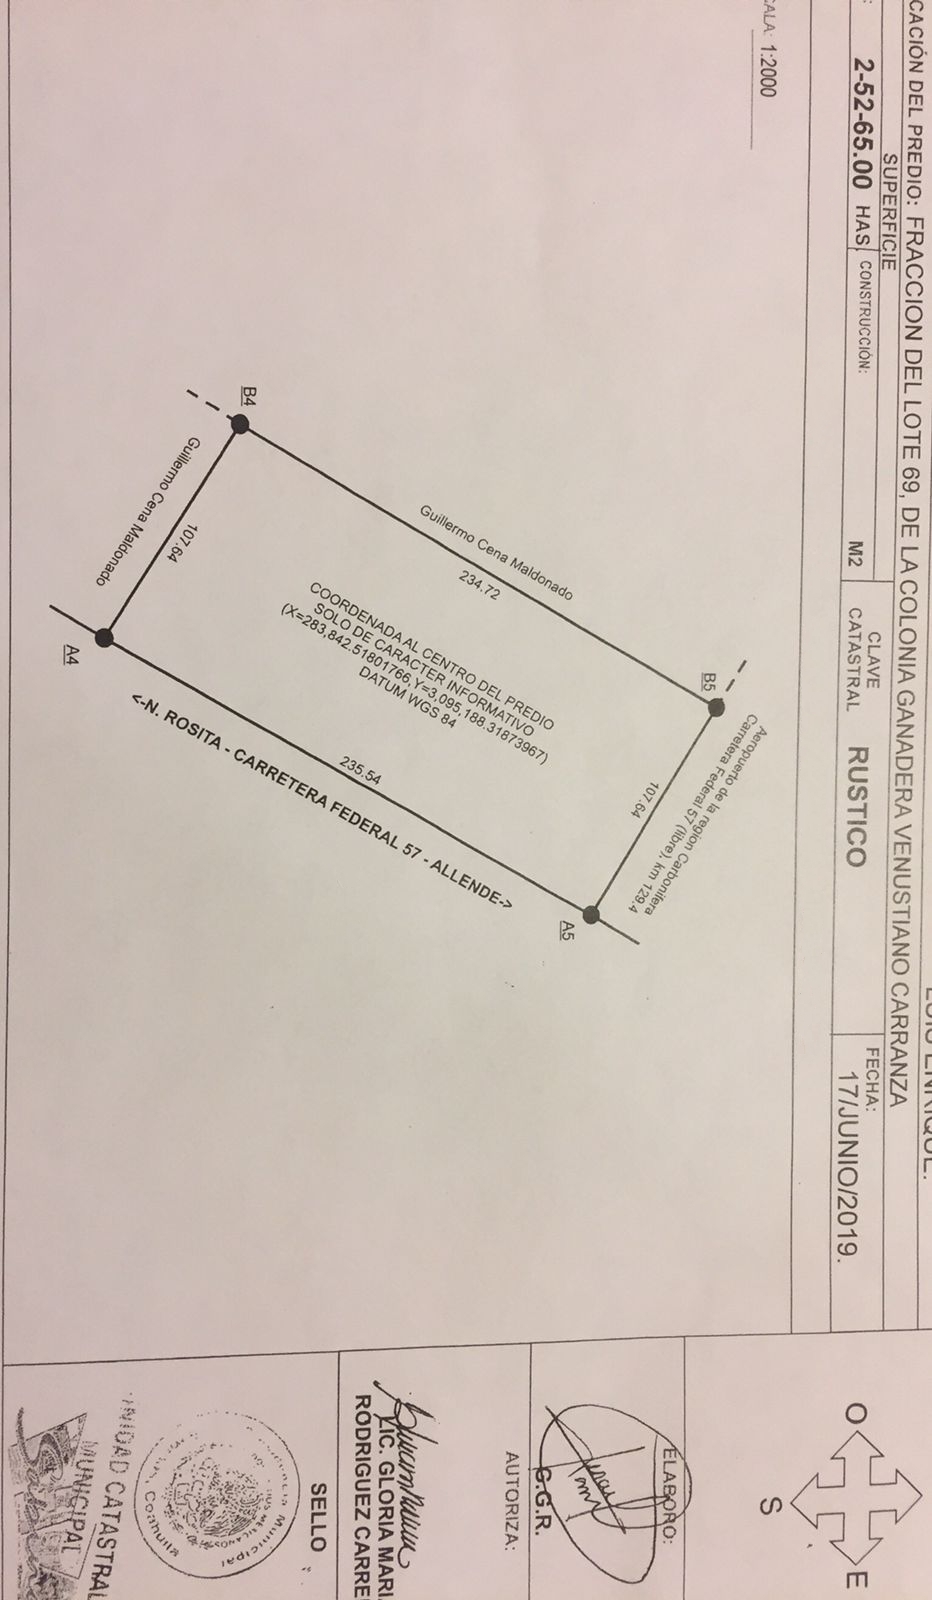 LUIS ENRIQUE.
CACIÓN DEL PREDIO: FRACCION DEL LOTE 69, DE LA COLONIA GANADERA VENUSTIANO CARRANZA
SUPERFICIE
2-52-65.00 HAS
CONSTRUCCIÓN:
M2
CLAVE
CATASTRAL
RUSTICO
FECHA:
17/JUNIO/2019.
CALA: 1:2000
B5
Aeropuerto de la region Carbonifera
Carretera Federal 57 (libre), km 129.4
107.64
Guillermo Cena Maldonado
234.72
B4
A5
COORDENADA AL CENTRO DEL PREDIO
SOLO DE CARACTER INFORMATIVO
(X=283,842.51801766,Y=3,095,188.31873967)
DATUM WGS 84
Guillermo Cena Maldonado
107.64
235.54
<-N. ROSITA - CARRETERA FEDERAL 57 - ALLENDE->
A4
O
E
S
ELABORO:
G.G.R.
AUTORIZA:
LIC. GLORIA MARI
RODRIGUEZ CARRE
SELLO
Municipal
Coahuila
UNIDAD CATASTRAL
MUNICIPAL